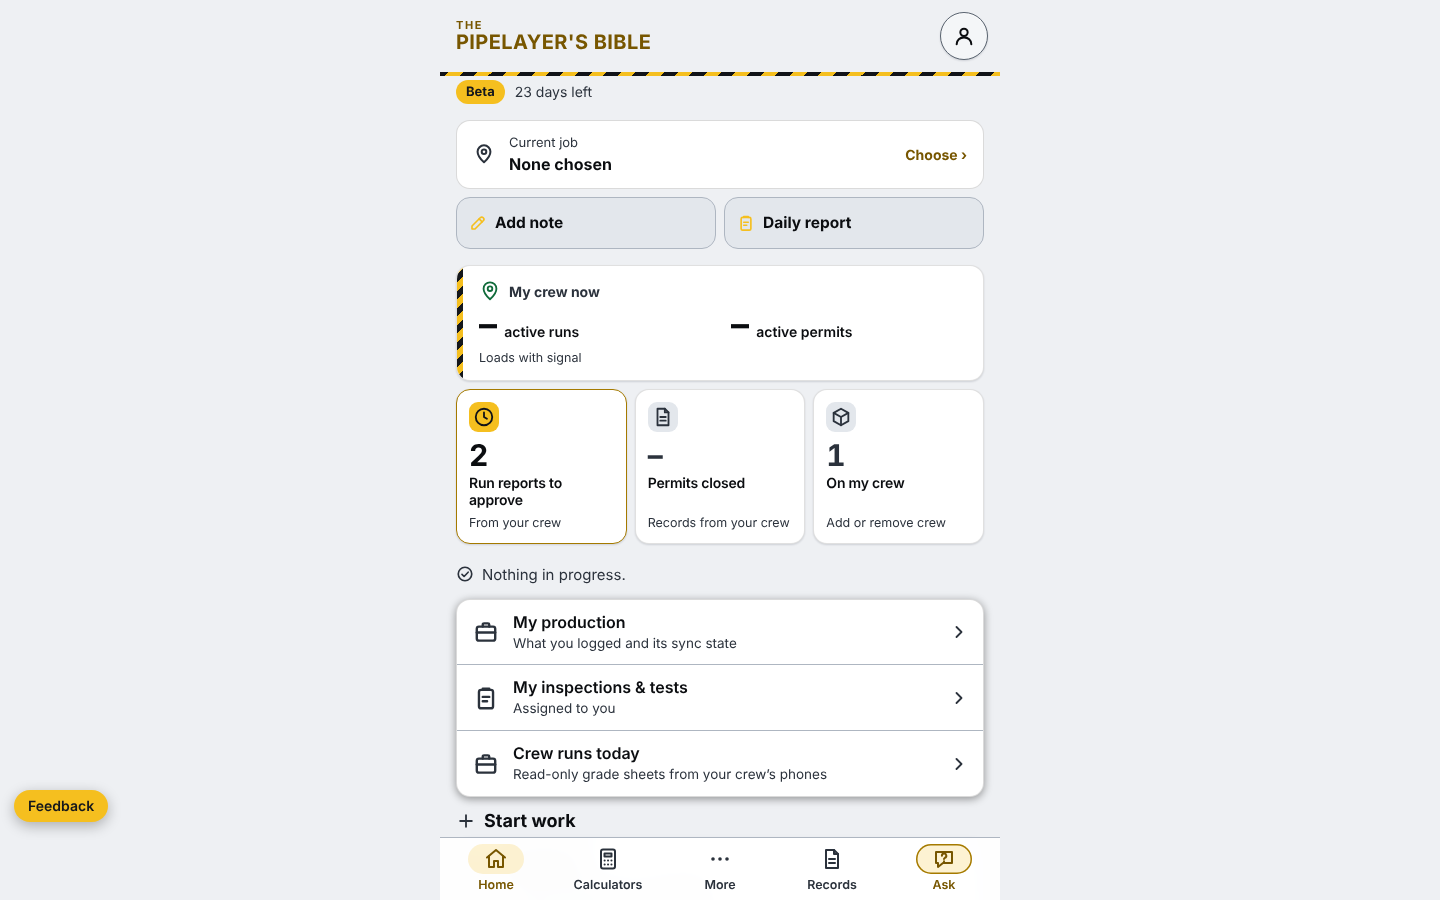 THE
PIPELAYER'S BIBLE
Beta 23 days left
Current job
None chosen
Choose ›
Add note
Daily report
My crew now
– active runs
– active permits
Loads with signal
2
Run reports to
approve
From your crew
–
Permits closed
Records from your crew
1
On my crew
Add or remove crew
Nothing in progress.
My production
What you logged and its sync state
My inspections & tests
Assigned to you
Crew runs today
Read-only grade sheets from your crew’s phones
Feedback
+ Start work
Home
Calculators
More
Records
Ask